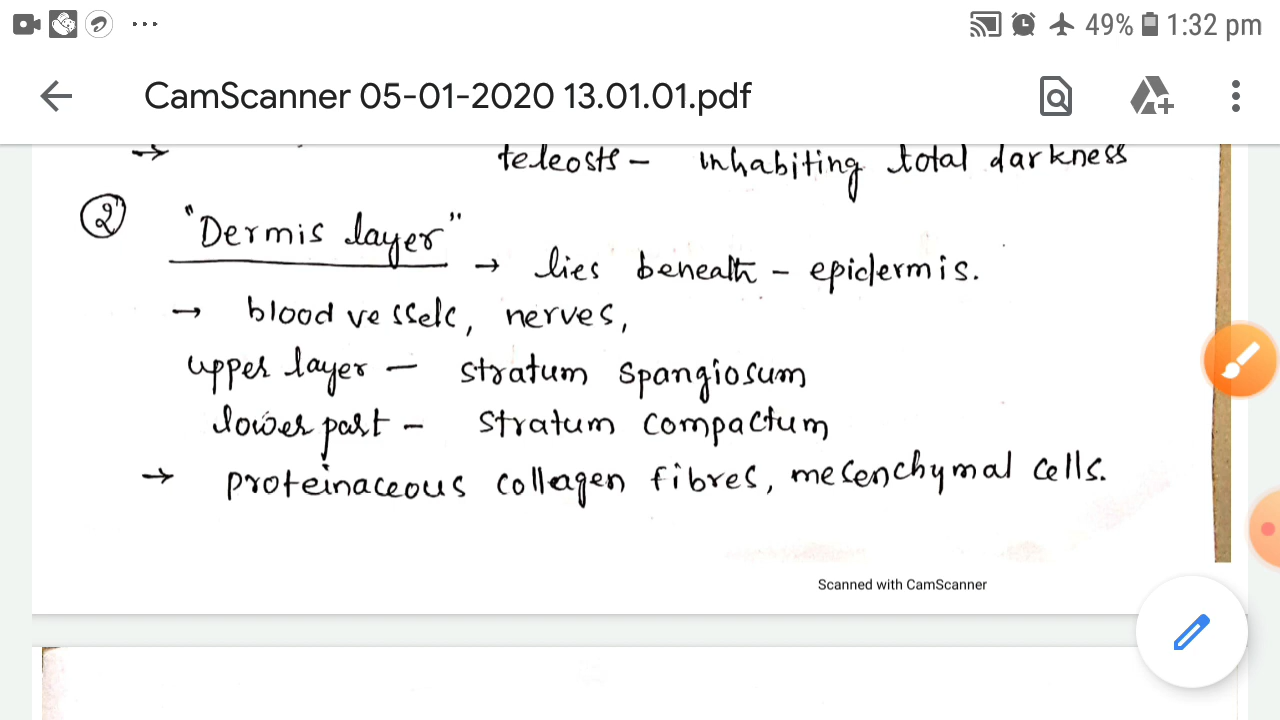 49% 1:32 pm
CamScanner 05-01-2020 13.01.01.pdf
→ teleosts - inhabiting total darkness
② "Dermis layer" → lies beneath - epidermis.
→ blood vessels, nerves,
upper layer - stratum spangiosum
lower part - stratum compactum
→ proteinaceous collagen fibres, mesenchymal cells.
Scanned with CamScanner